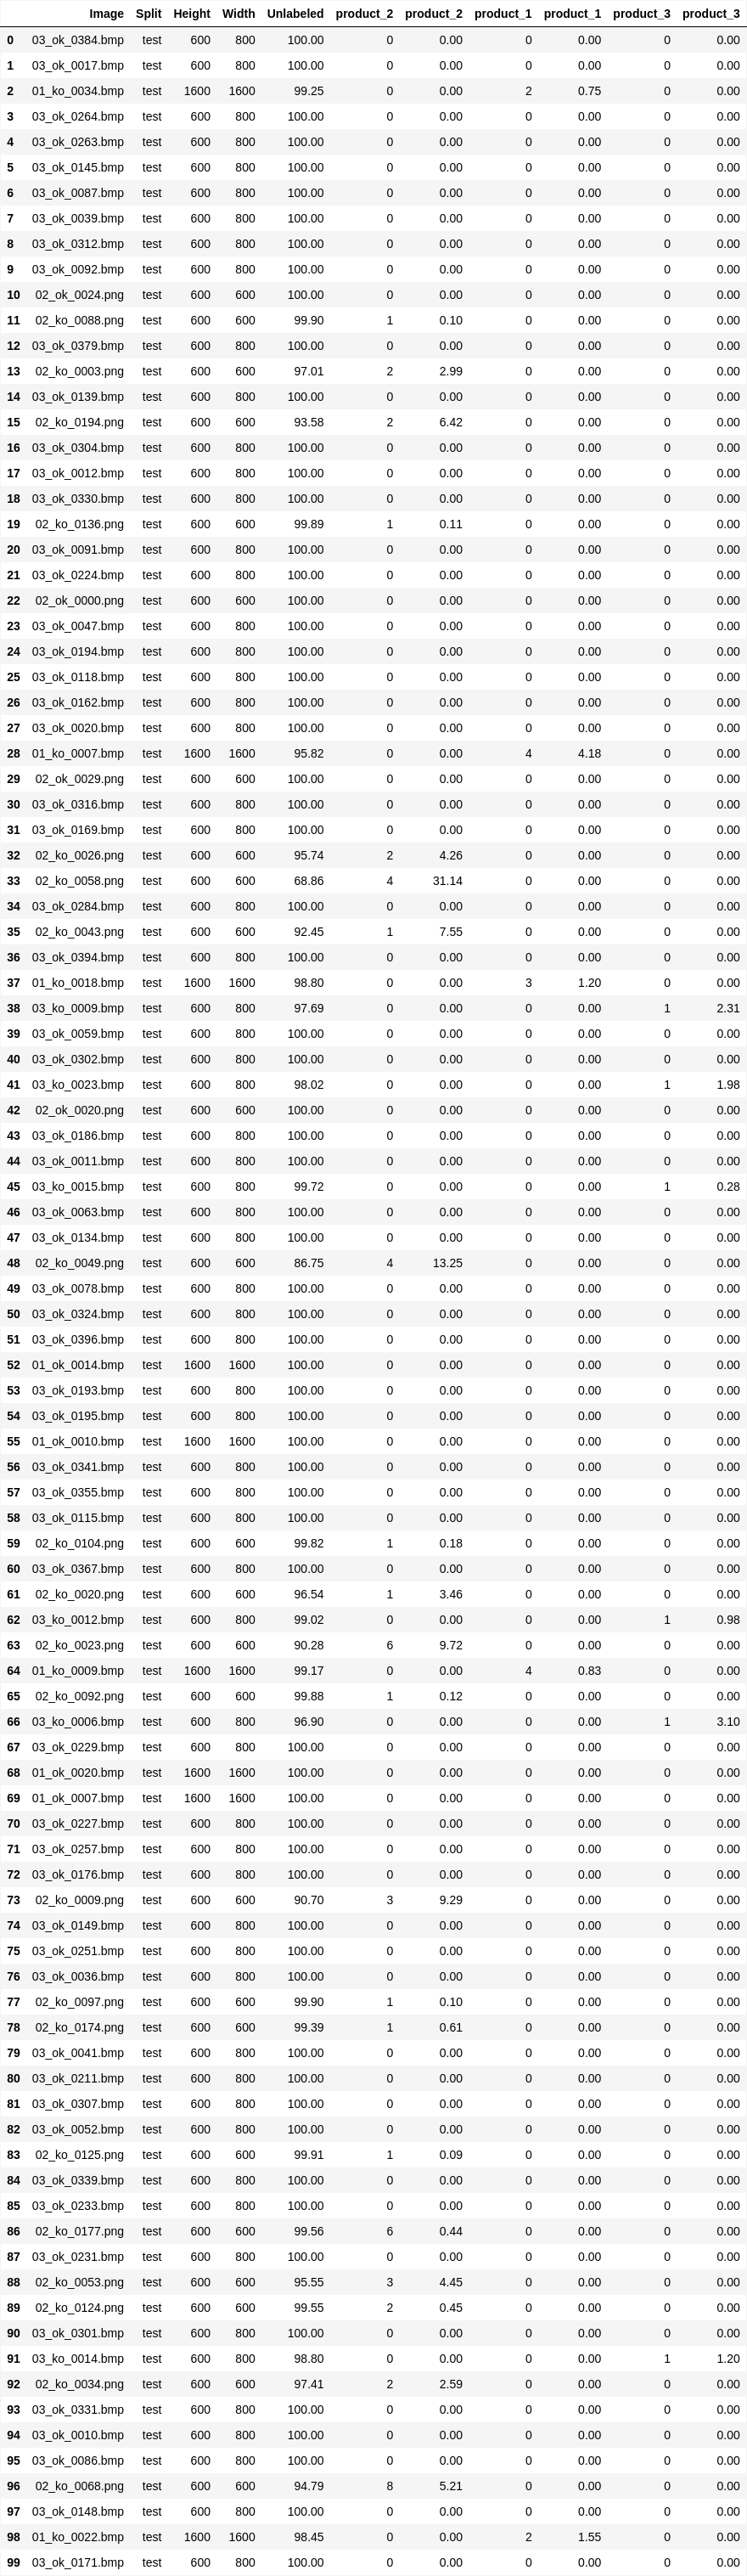 Image Split Height Width Unlabeled product_2 product_2 product_1 product_1 product_3 product_3
0 03_ok_0384.bmp test 600 800 100.00 0 0.00 0 0.00 0 0.00
1 03_ok_0017.bmp test 600 800 100.00 0 0.00 0 0.00 0 0.00
2 01_ko_0034.bmp test 1600 1600 99.25 0 0.00 2 0.75 0 0.00
3 03_ok_0264.bmp test 600 800 100.00 0 0.00 0 0.00 0 0.00
4 03_ok_0263.bmp test 600 800 100.00 0 0.00 0 0.00 0 0.00
5 03_ok_0145.bmp test 600 800 100.00 0 0.00 0 0.00 0 0.00
6 03_ok_0087.bmp test 600 800 100.00 0 0.00 0 0.00 0 0.00
7 03_ok_0039.bmp test 600 800 100.00 0 0.00 0 0.00 0 0.00
8 03_ok_0312.bmp test 600 800 100.00 0 0.00 0 0.00 0 0.00
9 03_ok_0092.bmp test 600 800 100.00 0 0.00 0 0.00 0 0.00
10 02_ok_0024.png test 600 600 100.00 0 0.00 0 0.00 0 0.00
11 02_ko_0088.png test 600 600 99.90 1 0.10 0 0.00 0 0.00
12 03_ok_0379.bmp test 600 800 100.00 0 0.00 0 0.00 0 0.00
13 02_ko_0003.png test 600 600 97.01 2 2.99 0 0.00 0 0.00
14 03_ok_0139.bmp test 600 800 100.00 0 0.00 0 0.00 0 0.00
15 02_ko_0194.png test 600 600 93.58 2 6.42 0 0.00 0 0.00
16 03_ok_0304.bmp test 600 800 100.00 0 0.00 0 0.00 0 0.00
17 03_ok_0012.bmp test 600 800 100.00 0 0.00 0 0.00 0 0.00
18 03_ok_0330.bmp test 600 800 100.00 0 0.00 0 0.00 0 0.00
19 02_ko_0136.png test 600 600 99.89 1 0.11 0 0.00 0 0.00
20 03_ok_0091.bmp test 600 800 100.00 0 0.00 0 0.00 0 0.00
21 03_ok_0224.bmp test 600 800 100.00 0 0.00 0 0.00 0 0.00
22 02_ok_0000.png test 600 600 100.00 0 0.00 0 0.00 0 0.00
23 03_ok_0047.bmp test 600 800 100.00 0 0.00 0 0.00 0 0.00
24 03_ok_0194.bmp test 600 800 100.00 0 0.00 0 0.00 0 0.00
25 03_ok_0118.bmp test 600 800 100.00 0 0.00 0 0.00 0 0.00
26 03_ok_0162.bmp test 600 800 100.00 0 0.00 0 0.00 0 0.00
27 03_ok_0020.bmp test 600 800 100.00 0 0.00 0 0.00 0 0.00
28 01_ko_0007.bmp test 1600 1600 95.82 0 0.00 4 4.18 0 0.00
29 02_ok_0029.png test 600 600 100.00 0 0.00 0 0.00 0 0.00
30 03_ok_0316.bmp test 600 800 100.00 0 0.00 0 0.00 0 0.00
31 03_ok_0169.bmp test 600 800 100.00 0 0.00 0 0.00 0 0.00
32 02_ko_0026.png test 600 600 95.74 2 4.26 0 0.00 0 0.00
33 02_ko_0058.png test 600 600 68.86 4 31.14 0 0.00 0 0.00
34 03_ok_0284.bmp test 600 800 100.00 0 0.00 0 0.00 0 0.00
35 02_ko_0043.png test 600 600 92.45 1 7.55 0 0.00 0 0.00
36 03_ok_0394.bmp test 600 800 100.00 0 0.00 0 0.00 0 0.00
37 01_ko_0018.bmp test 1600 1600 98.80 0 0.00 3 1.20 0 0.00
38 03_ko_0009.bmp test 600 800 97.69 0 0.00 0 0.00 1 2.31
39 03_ok_0059.bmp test 600 800 100.00 0 0.00 0 0.00 0 0.00
40 03_ok_0302.bmp test 600 800 100.00 0 0.00 0 0.00 0 0.00
41 03_ko_0023.bmp test 600 800 98.02 0 0.00 0 0.00 1 1.98
42 02_ok_0020.png test 600 600 100.00 0 0.00 0 0.00 0 0.00
43 03_ok_0186.bmp test 600 800 100.00 0 0.00 0 0.00 0 0.00
44 03_ok_0011.bmp test 600 800 100.00 0 0.00 0 0.00 0 0.00
45 03_ko_0015.bmp test 600 800 99.72 0 0.00 0 0.00 1 0.28
46 03_ok_0063.bmp test 600 800 100.00 0 0.00 0 0.00 0 0.00
47 03_ok_0134.bmp test 600 800 100.00 0 0.00 0 0.00 0 0.00
48 02_ko_0049.png test 600 600 86.75 4 13.25 0 0.00 0 0.00
49 03_ok_0078.bmp test 600 800 100.00 0 0.00 0 0.00 0 0.00
50 03_ok_0324.bmp test 600 800 100.00 0 0.00 0 0.00 0 0.00
51 03_ok_0396.bmp test 600 800 100.00 0 0.00 0 0.00 0 0.00
52 01_ok_0014.bmp test 1600 1600 100.00 0 0.00 0 0.00 0 0.00
53 03_ok_0193.bmp test 600 800 100.00 0 0.00 0 0.00 0 0.00
54 03_ok_0195.bmp test 600 800 100.00 0 0.00 0 0.00 0 0.00
55 01_ok_0010.bmp test 1600 1600 100.00 0 0.00 0 0.00 0 0.00
56 03_ok_0341.bmp test 600 800 100.00 0 0.00 0 0.00 0 0.00
57 03_ok_0355.bmp test 600 800 100.00 0 0.00 0 0.00 0 0.00
58 03_ok_0115.bmp test 600 800 100.00 0 0.00 0 0.00 0 0.00
59 02_ko_0104.png test 600 600 99.82 1 0.18 0 0.00 0 0.00
60 03_ok_0367.bmp test 600 800 100.00 0 0.00 0 0.00 0 0.00
61 02_ko_0020.png test 600 600 96.54 1 3.46 0 0.00 0 0.00
62 03_ko_0012.bmp test 600 800 99.02 0 0.00 0 0.00 1 0.98
63 02_ko_0023.png test 600 600 90.28 6 9.72 0 0.00 0 0.00
64 01_ko_0009.bmp test 1600 1600 99.17 0 0.00 4 0.83 0 0.00
65 02_ko_0092.png test 600 600 99.88 1 0.12 0 0.00 0 0.00
66 03_ko_0006.bmp test 600 800 96.90 0 0.00 0 0.00 1 3.10
67 03_ok_0229.bmp test 600 800 100.00 0 0.00 0 0.00 0 0.00
68 01_ok_0020.bmp test 1600 1600 100.00 0 0.00 0 0.00 0 0.00
69 01_ok_0007.bmp test 1600 1600 100.00 0 0.00 0 0.00 0 0.00
70 03_ok_0227.bmp test 600 800 100.00 0 0.00 0 0.00 0 0.00
71 03_ok_0257.bmp test 600 800 100.00 0 0.00 0 0.00 0 0.00
72 03_ok_0176.bmp test 600 800 100.00 0 0.00 0 0.00 0 0.00
73 02_ko_0009.png test 600 600 90.70 3 9.29 0 0.00 0 0.00
74 03_ok_0149.bmp test 600 800 100.00 0 0.00 0 0.00 0 0.00
75 03_ok_0251.bmp test 600 800 100.00 0 0.00 0 0.00 0 0.00
76 03_ok_0036.bmp test 600 800 100.00 0 0.00 0 0.00 0 0.00
77 02_ko_0097.png test 600 600 99.90 1 0.10 0 0.00 0 0.00
78 02_ko_0174.png test 600 600 99.39 1 0.61 0 0.00 0 0.00
79 03_ok_0041.bmp test 600 800 100.00 0 0.00 0 0.00 0 0.00
80 03_ok_0211.bmp test 600 800 100.00 0 0.00 0 0.00 0 0.00
81 03_ok_0307.bmp test 600 800 100.00 0 0.00 0 0.00 0 0.00
82 03_ok_0052.bmp test 600 800 100.00 0 0.00 0 0.00 0 0.00
83 02_ko_0125.png test 600 600 99.91 1 0.09 0 0.00 0 0.00
84 03_ok_0339.bmp test 600 800 100.00 0 0.00 0 0.00 0 0.00
85 03_ok_0233.bmp test 600 800 100.00 0 0.00 0 0.00 0 0.00
86 02_ko_0177.png test 600 600 99.56 6 0.44 0 0.00 0 0.00
87 03_ok_0231.bmp test 600 800 100.00 0 0.00 0 0.00 0 0.00
88 02_ko_0053.png test 600 600 95.55 3 4.45 0 0.00 0 0.00
89 02_ko_0124.png test 600 600 99.55 2 0.45 0 0.00 0 0.00
90 03_ok_0301.bmp test 600 800 100.00 0 0.00 0 0.00 0 0.00
91 03_ko_0014.bmp test 600 800 98.80 0 0.00 0 0.00 1 1.20
92 02_ko_0034.png test 600 600 97.41 2 2.59 0 0.00 0 0.00
93 03_ok_0331.bmp test 600 800 100.00 0 0.00 0 0.00 0 0.00
94 03_ok_0010.bmp test 600 800 100.00 0 0.00 0 0.00 0 0.00
95 03_ok_0086.bmp test 600 800 100.00 0 0.00 0 0.00 0 0.00
96 02_ko_0068.png test 600 600 94.79 8 5.21 0 0.00 0 0.00
97 03_ok_0148.bmp test 600 800 100.00 0 0.00 0 0.00 0 0.00
98 01_ko_0022.bmp test 1600 1600 98.45 0 0.00 2 1.55 0 0.00
99 03_ok_0171.bmp test 600 800 100.00 0 0.00 0 0.00 0 0.00